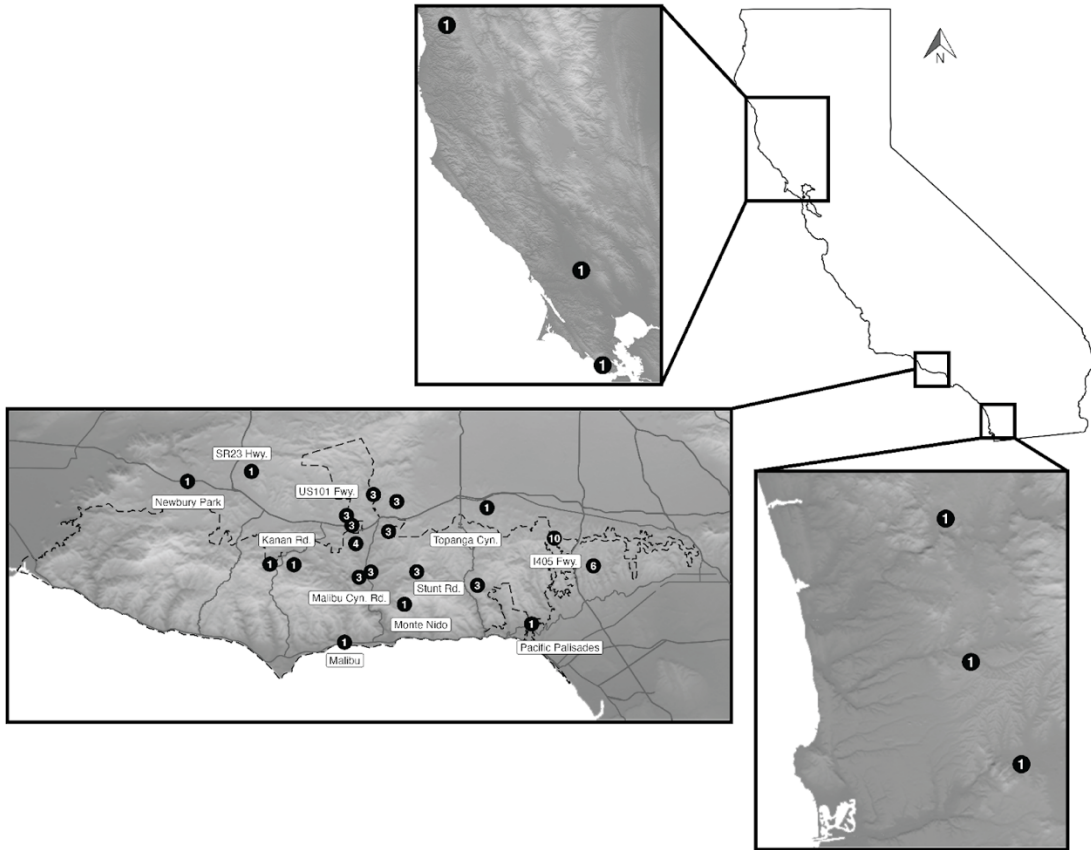 1
N
1
1
SR23 Hwy.
1
1
Newbury Park
US101 Fwy.
3
3
3
3
3
4
1
Kanan Rd.
Topanga Cyn.
10
I405 Fwy.
6
1
1
3
3
3
3
Stunt Rd.
Malibu Cyn. Rd.
1
Monte Nido
1
Pacific Palisades
1
Malibu
1
1
1